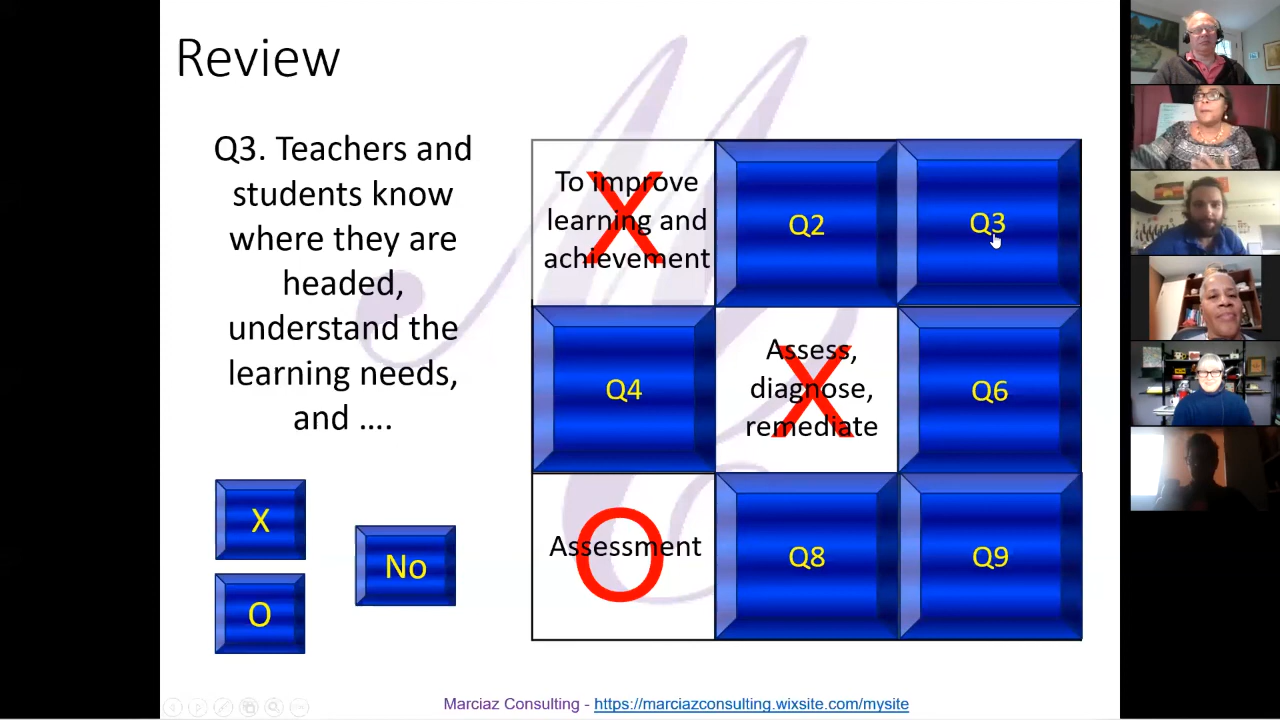 Review
Q3. Teachers and
students know
where they are
headed,
understand the
learning needs,
and ....
X
O
No
To improve
learning and
achievement
X
Q2
Q3
Q4
Assess,
diagnose,
remediate
X
Q6
Assessment
O
Q8
Q9
Marciaz Consulting - https://marciazconsulting.wixsite.com/mysite